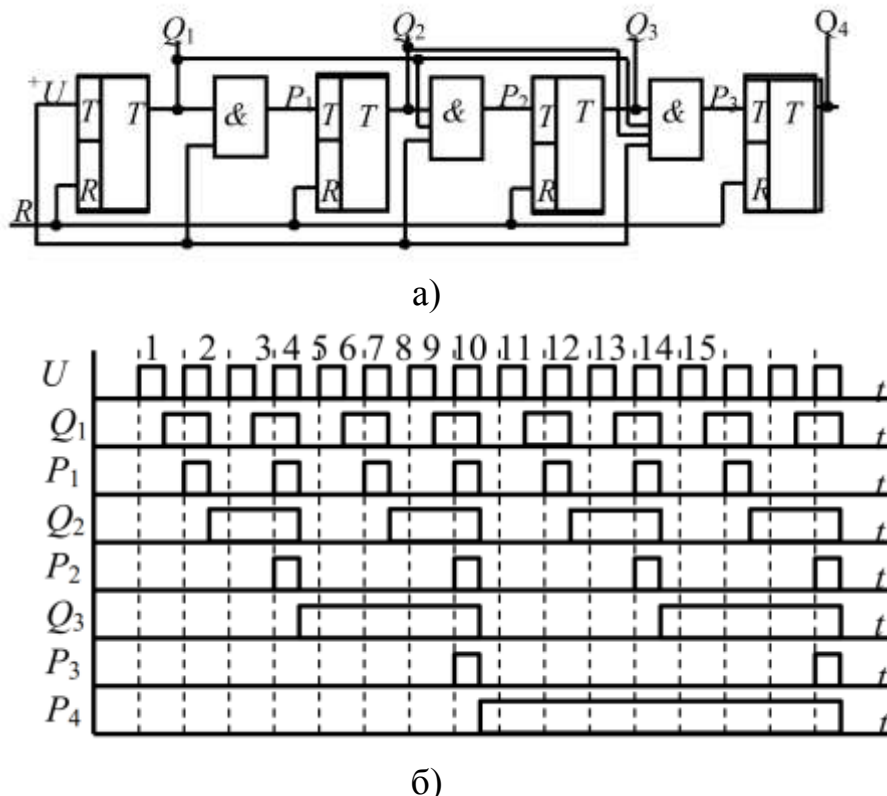 Q₁ Q₂ Q₃ Q₄
⁺U T T & P₁ T T & P₂ T T & P₃ T T
R R R R R
а)
1 2 3 4 5 6 7 8 9 10 11 12 13 14 15
U t
Q₁ t
P₁ t
Q₂ t
P₂ t
Q₃ t
P₃ t
P₄ t
б)